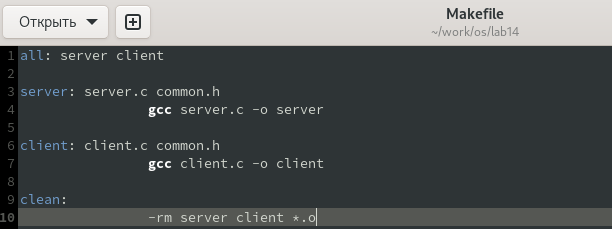 Открыть
Makefile
~/work/os/lab14
1 all: server client
2
3 server: server.c common.h
4 gcc server.c -o server
5
6 client: client.c common.h
7 gcc client.c -o client
8
9 clean:
10 -rm server client *.o